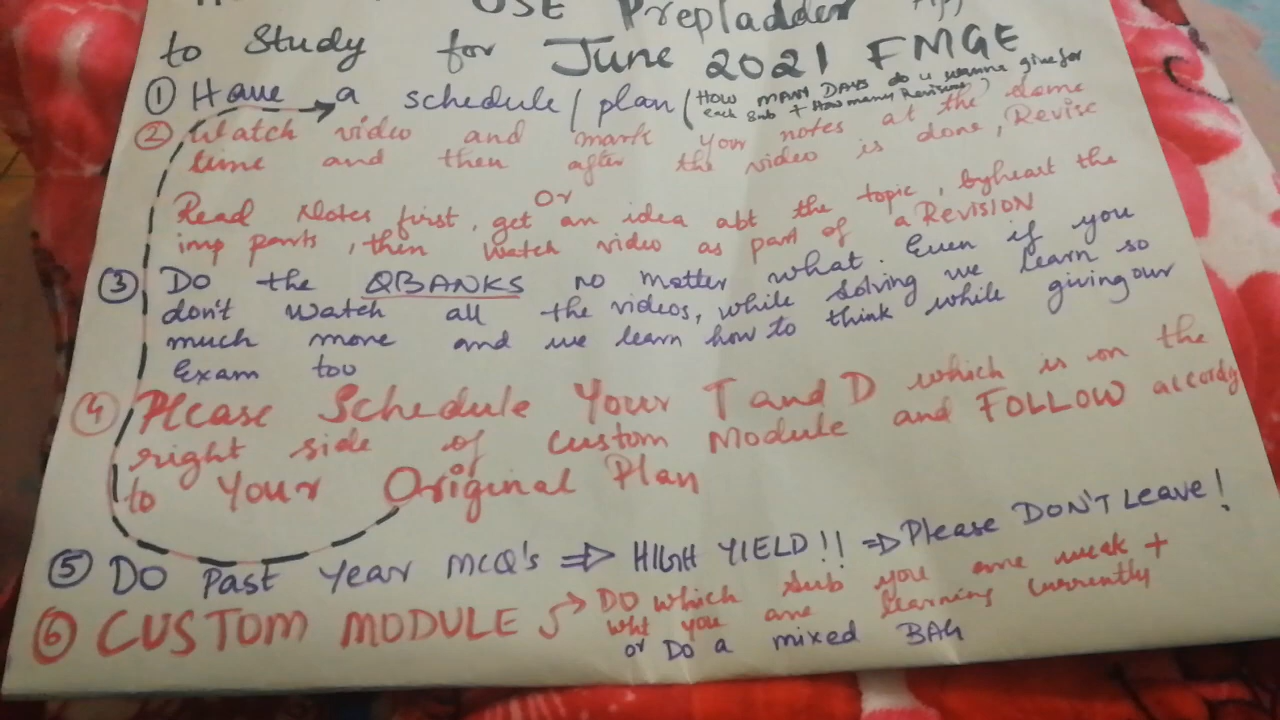 USE Prepladder App
to Study for June 2021 FMGE
① Have a schedule / plan (HOW MANY DAYS do u wanna give for
each sub + How many Revisions)
② Watch video and mark your notes at the same
time and then after the video is done, Revise
Or
Read Notes first, get an idea abt the topic, byheart the
imp parts, then watch video as part of a REVISION
③ Do the QBANKS no matter what. Even if you
don't watch all the videos, while solving we learn so
much more and we learn how to think while giving our
Exam too
④ Please Schedule Your T and D which is on the
right side of custom Module and FOLLOW accordg
to Your Original Plan
⑤ DO Past Year MCQ's ⇒ HIGH YIELD!! ⇒ Please DON'T Leave!
⑥ CUSTOM MODULE → DO which sub you are weak +
wht you are learning currently
or Do a mixed BAG